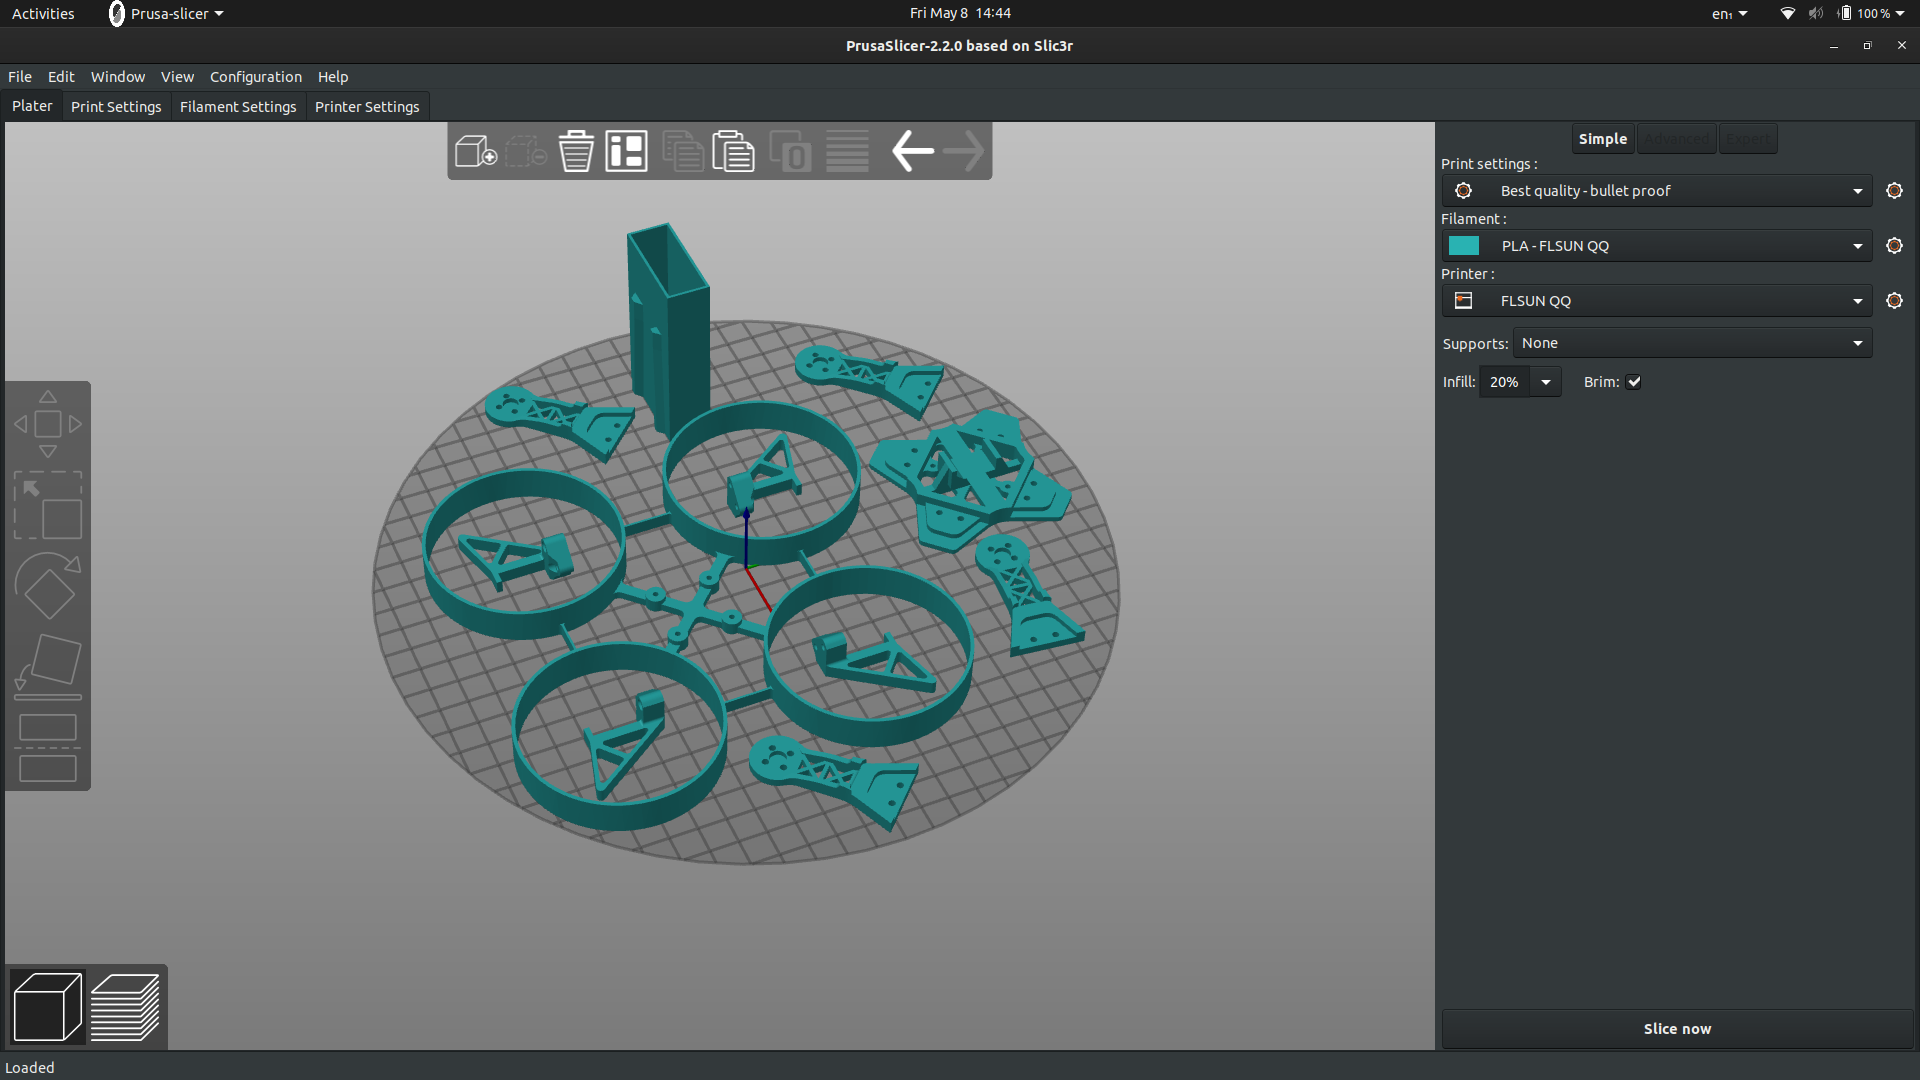 Activities Prusa-slicer Fri May 8 14:44 en₁ 100 %
PrusaSlicer-2.2.0 based on Slic3r
File Edit Window View Configuration Help
Plater Print Settings Filament Settings Printer Settings
Simple Advanced Expert
Print settings :
Best quality - bullet proof
Filament :
PLA - FLSUN QQ
Printer :
FLSUN QQ
Supports: None
Infill: 20% Brim:
Slice now
Loaded